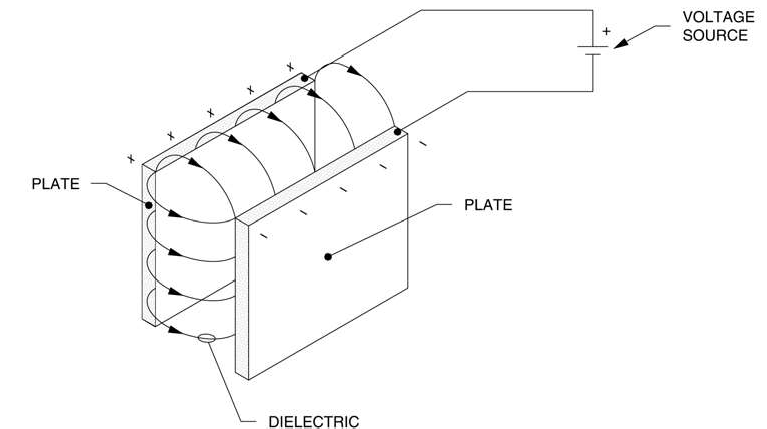 VOLTAGE
SOURCE
+
PLATE
PLATE
DIELECTRIC
+ + + + +
- - - - -